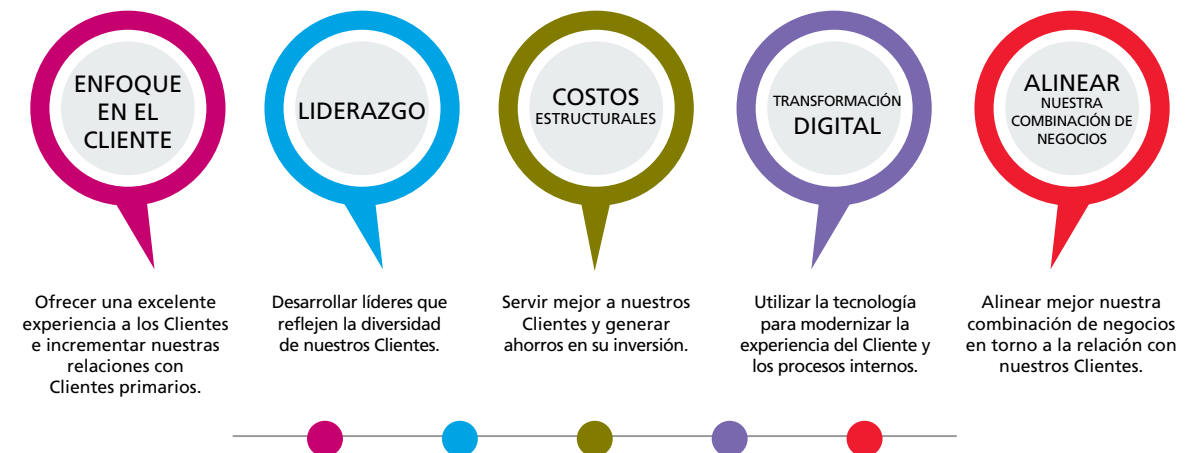 ENFOQUE
EN EL
CLIENTE
LIDERAZGO
COSTOS
ESTRUCTURALES
TRANSFORMACIÓN
DIGITAL
ALINEAR
NUESTRA
COMBINACIÓN DE
NEGOCIOS
Ofrecer una excelente
experiencia a los Clientes
e incrementar nuestras
relaciones con
Clientes primarios.
Desarrollar líderes que
reflejen la diversidad
de nuestros Clientes.
Servir mejor a nuestros
Clientes y generar
ahorros en su inversión.
Utilizar la tecnología
para modernizar la
experiencia del Cliente y
los procesos internos.
Alinear mejor nuestra
combinación de negocios
en torno a la relación con
nuestros Clientes.